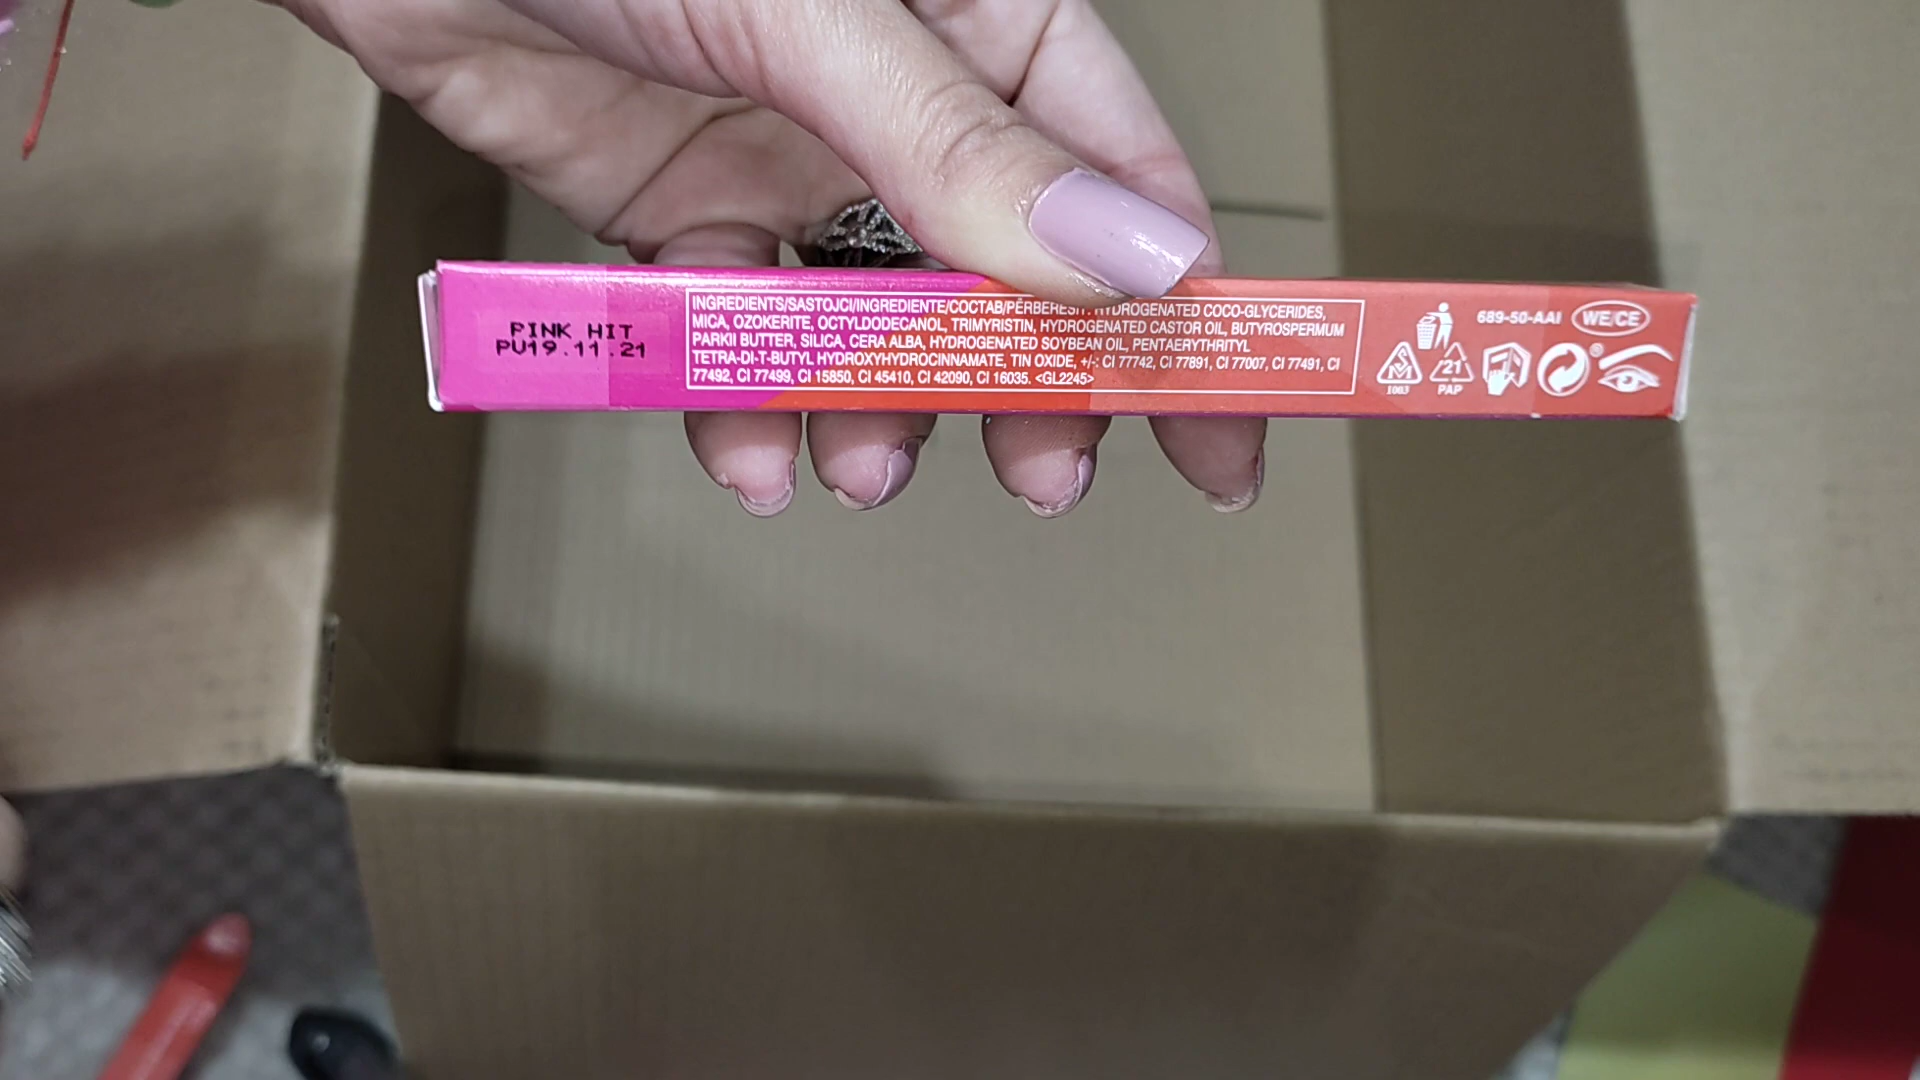 PINK HIT
PV19.11.21
INGREDIENTS/SASTOJCI/INGREDIENTE/СОСТАВ/PËRBËRËSIT: HYDROGENATED COCO-GLYCERIDES,
MICA, OZOKERITE, OCTYLDODECANOL, TRIMYRISTIN, HYDROGENATED CASTOR OIL, BUTYROSPERMUM
PARKII BUTTER, SILICA, CERA ALBA, HYDROGENATED SOYBEAN OIL, PENTAERYTHRITYL
TETRA-DI-T-BUTYL HYDROXYHYDROCINNAMATE, TIN OXIDE, +/-: CI 77742, CI 77891, CI 77007, CI 77491, CI
77492, CI 77499, CI 15850, CI 45410, CI 42090, CI 16035. <GL2245>
689-50-AAI
WE/CE
1003
21
PAP
®